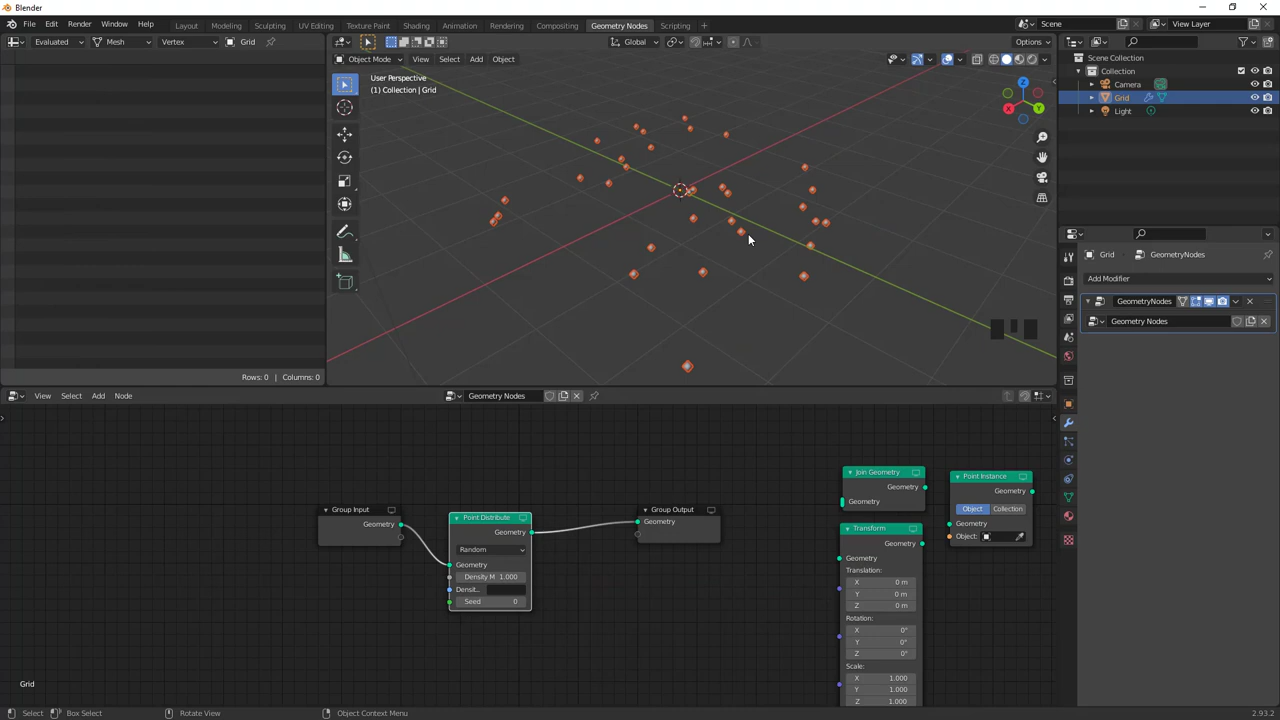 Blender
File Edit Render Window Help Layout Modeling Sculpting UV Editing Texture Paint Shading Animation Rendering Compositing Geometry Nodes Scripting + Scene View Layer
Evaluated Mesh Vertex Grid
Global Options
Object Mode View Select Add Object
User Perspective
(1) Collection | Grid
Z
X
Y
Rows: 0 | Columns: 0
Scene Collection
Collection
Camera
Grid
Light
Grid GeometryNodes
Add Modifier
GeometryNodes
Geometry Nodes
View Select Add Node Geometry Nodes
Group Input
Geometry
Point Distribute
Geometry
Random
Geometry
Density M 1.000
Densit..
Seed 0
Group Output
Geometry
Join Geometry
Geometry
Geometry
Point Instance
Geometry
Object Collection
Geometry
Object:
Transform
Geometry
Geometry
Translation:
X 0 m
Y 0 m
Z 0 m
Rotation:
X 0°
Y 0°
Z 0°
Scale:
X 1.000
Y 1.000
Z 1.000
Grid
Select Box Select Rotate View Object Context Menu 2.93.2